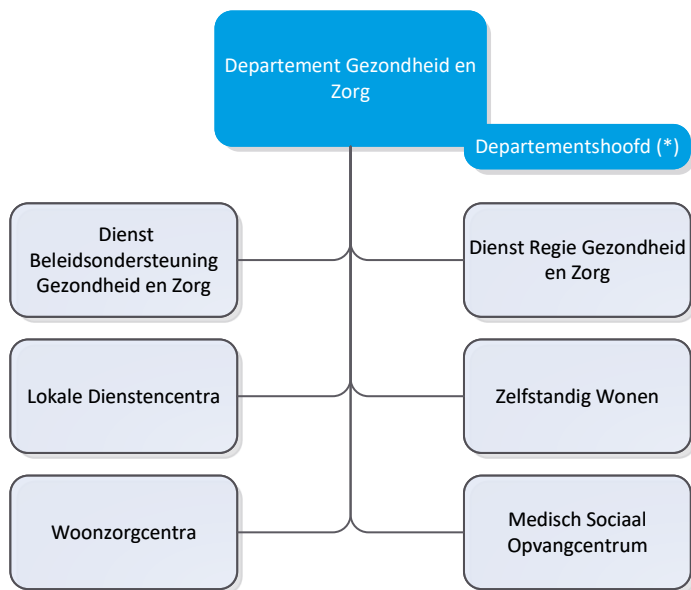 Departement Gezondheid en
Zorg
Departementshoofd (*)
Dienst
Beleidsondersteuning
Gezondheid en Zorg
Dienst Regie Gezondheid
en Zorg
Lokale Dienstencentra
Zelfstandig Wonen
Woonzorgcentra
Medisch Sociaal
Opvangcentrum